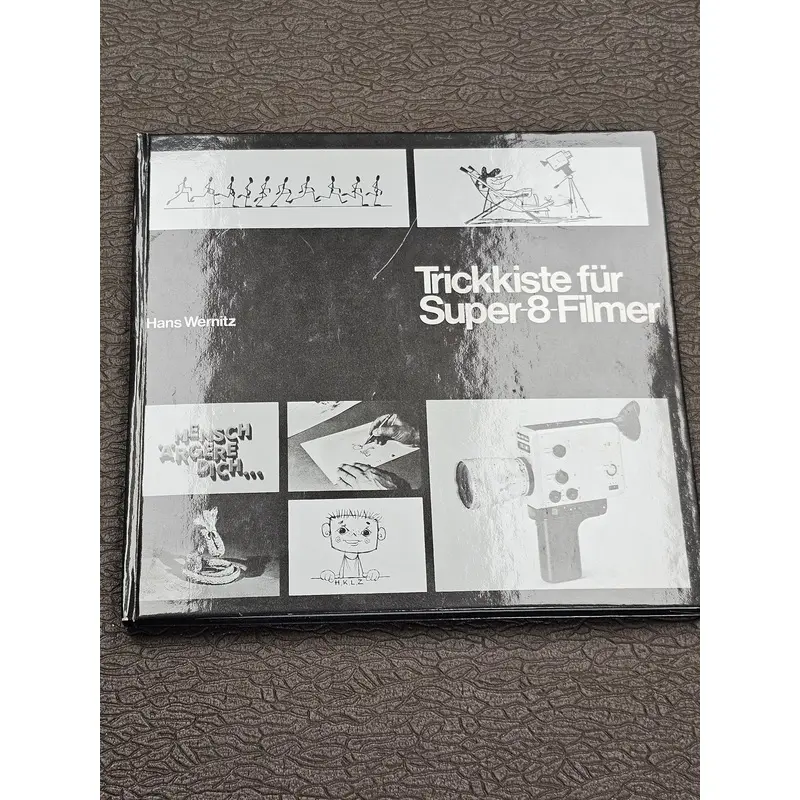 Trickkiste für
Super-8-Filmer
Hans Wernitz
MENSCH
ÄRGERE
DICH...
H.K.L.Z